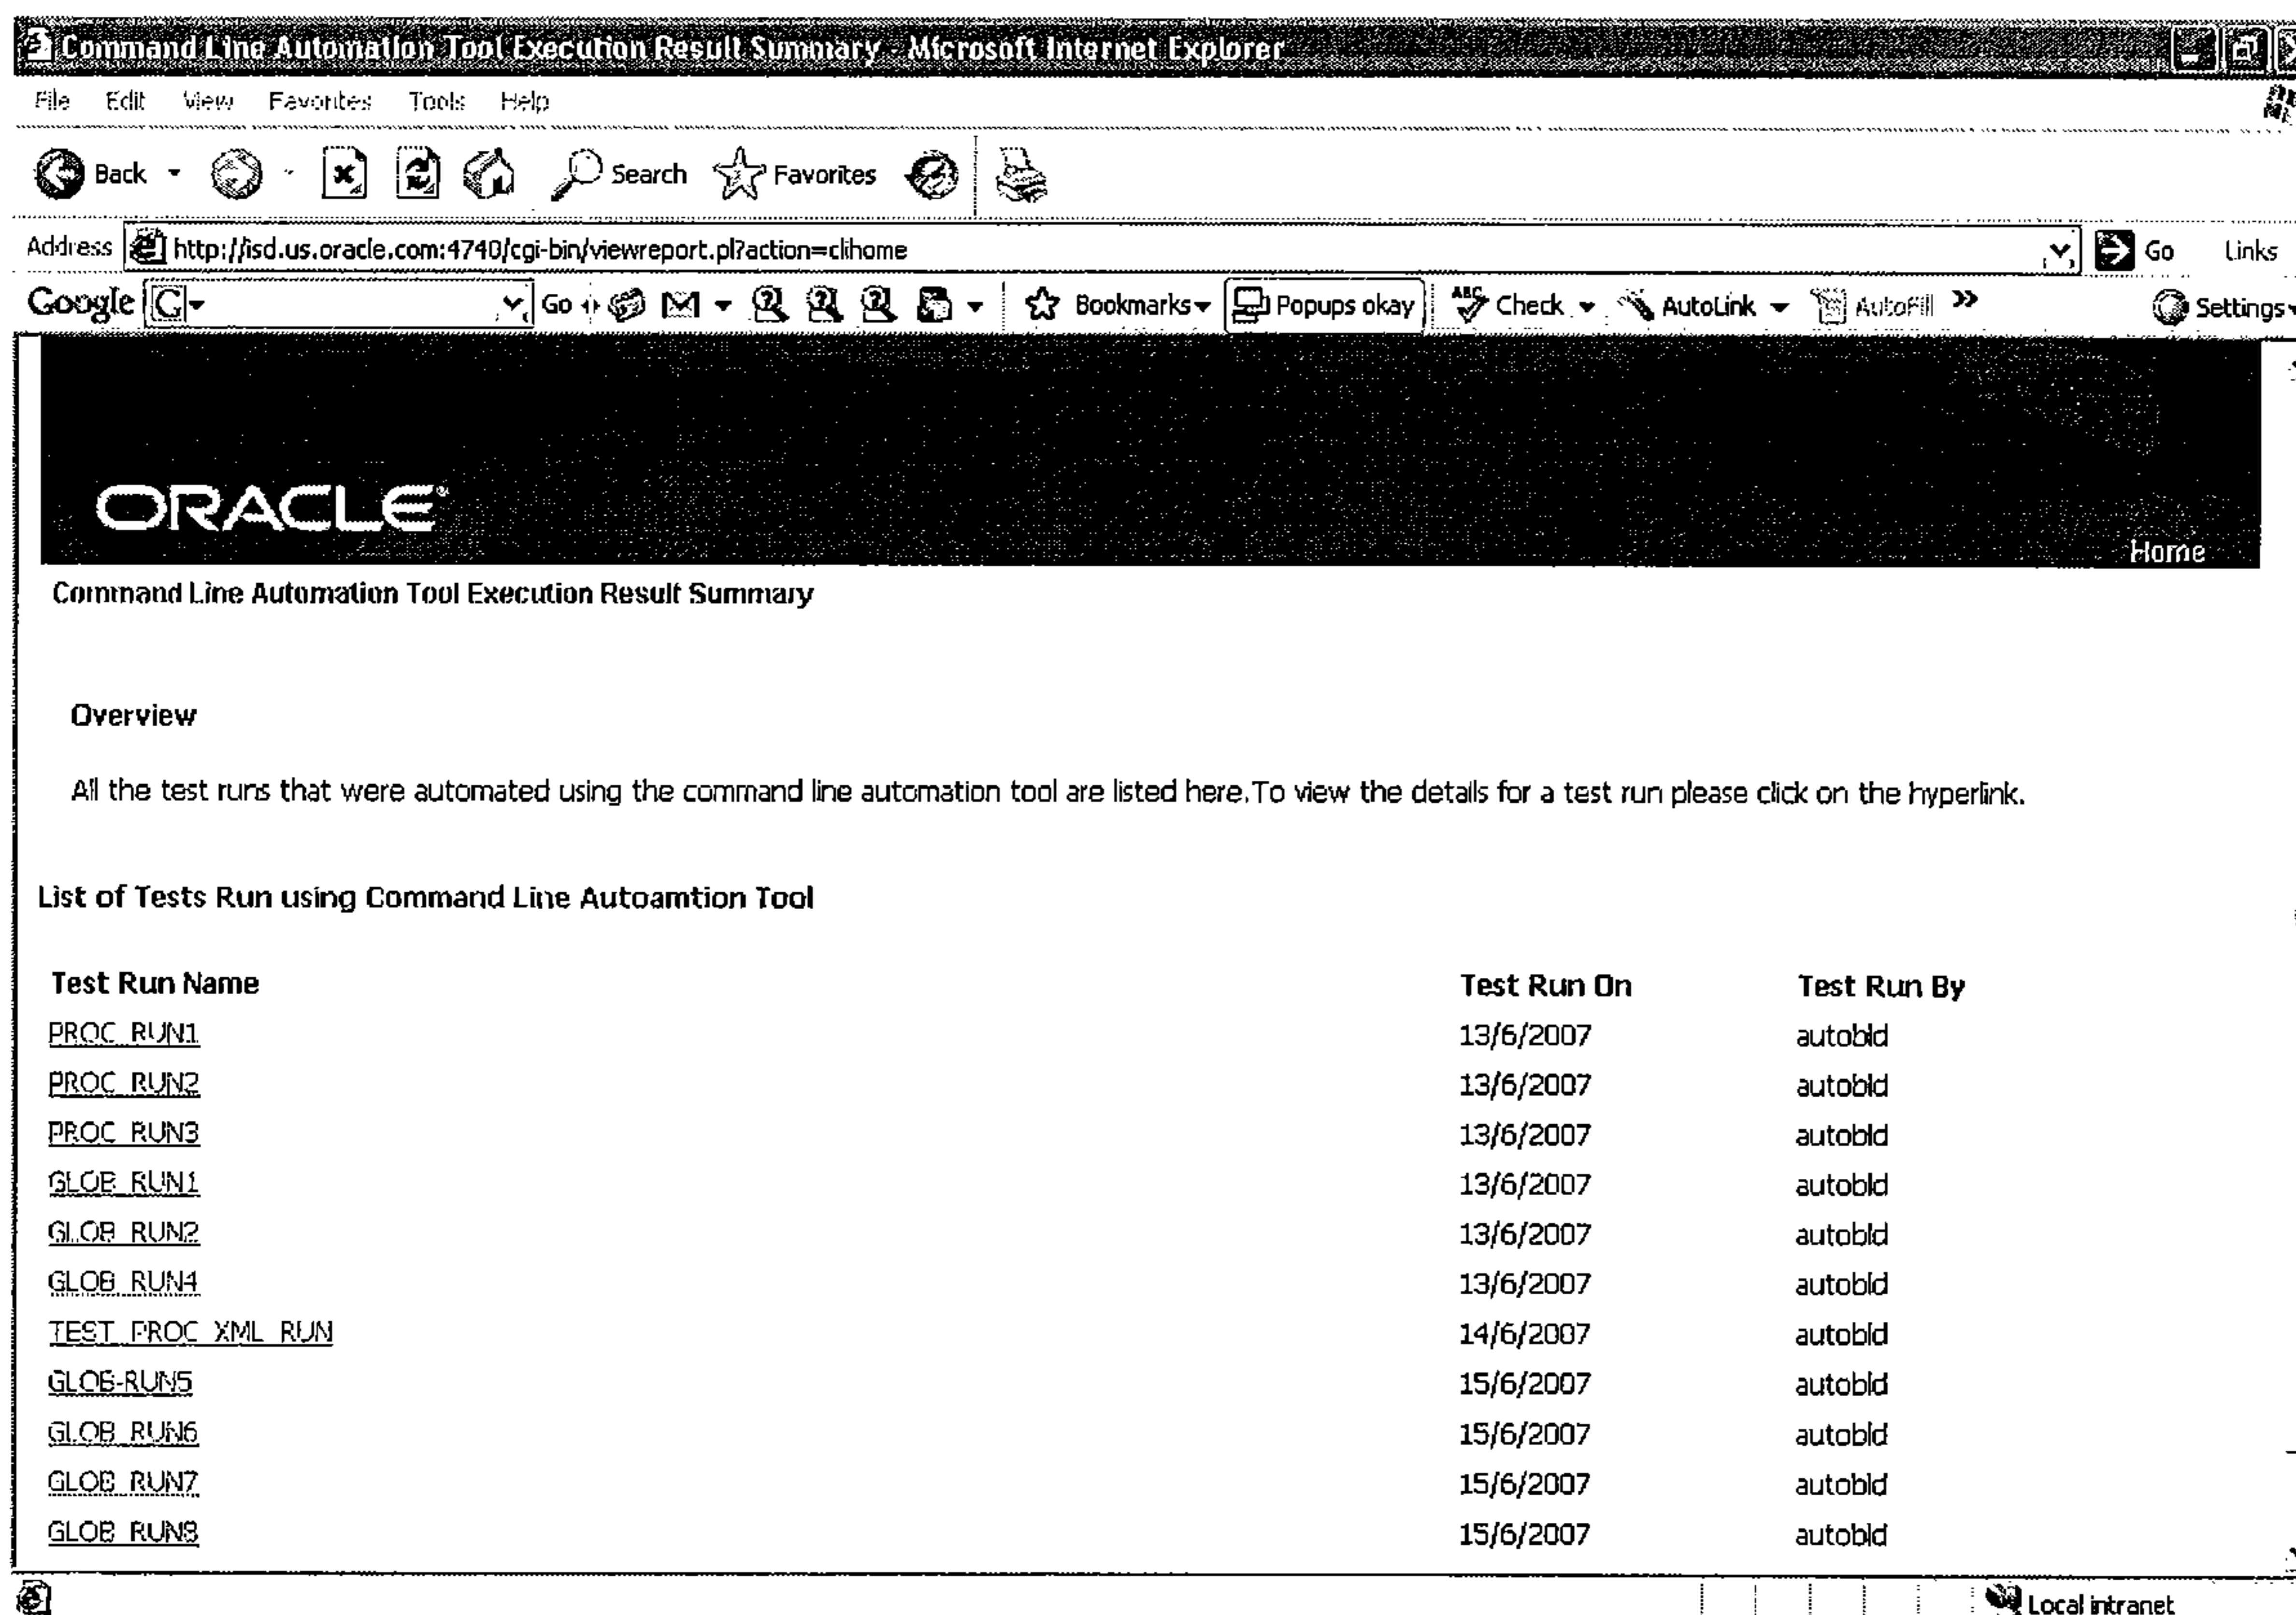 Command Line Automation Tool Execution Result Summary - Microsoft Internet Explorer
File Edit View Favorites Tools Help
Back Search Favorites
Address http://isd.us.oracle.com:4740/cgi-bin/viewreport.pl?action=clihome Go Links
Google G Go Bookmarks Popups okay ABC Check AutoLink AutoFill » Settings
ORACLE®
Home
Command Line Automation Tool Execution Result Summary
Overview
All the test runs that were automated using the command line automation tool are listed here.To view the details for a test run please click on the hyperlink.
List of Tests Run using Command Line Autoamtion Tool
Test Run Name Test Run On Test Run By
PROC_RUN1 13/6/2007 autobld
PROC_RUN2 13/6/2007 autobld
PROC_RUN3 13/6/2007 autobld
GLOB_RUN1 13/6/2007 autobld
GLOB_RUN2 13/6/2007 autobld
GLOB_RUN4 13/6/2007 autobld
TEST_PROC_XML_RUN 14/6/2007 autobld
GLOB-RUN5 15/6/2007 autobld
GLOB_RUN6 15/6/2007 autobld
GLOB_RUN7 15/6/2007 autobld
GLOB_RUN8 15/6/2007 autobld
Local intranet